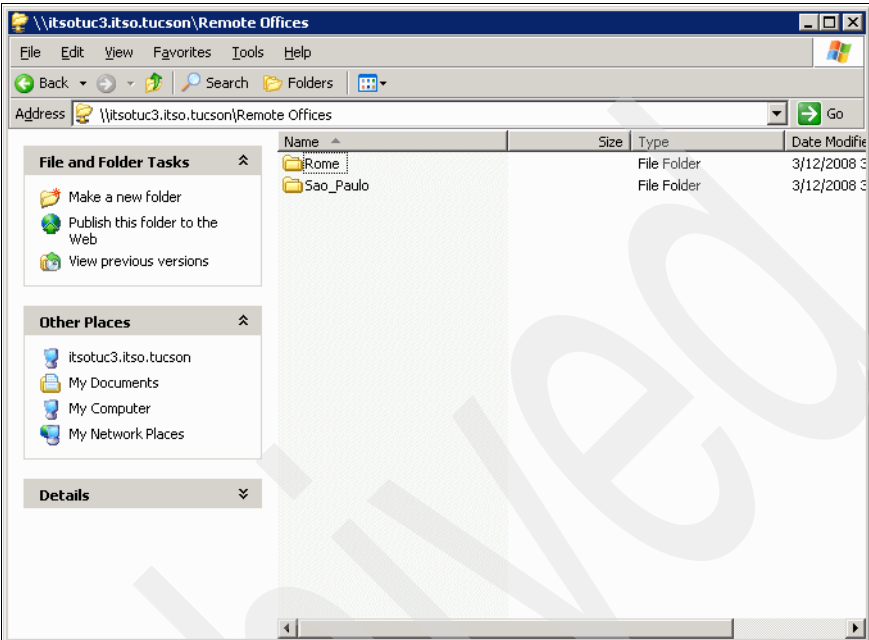 \\itsotuc3.itso.tucson\Remote Offices
File Edit View Favorites Tools Help
Back Search Folders
Address \\itsotuc3.itso.tucson\Remote Offices Go
Name Size Type Date Modifie
Rome File Folder 3/12/2008 3
Sao_Paulo File Folder 3/12/2008 3
File and Folder Tasks
Make a new folder
Publish this folder to the
Web
View previous versions
Other Places
itsotuc3.itso.tucson
My Documents
My Computer
My Network Places
Details
hived